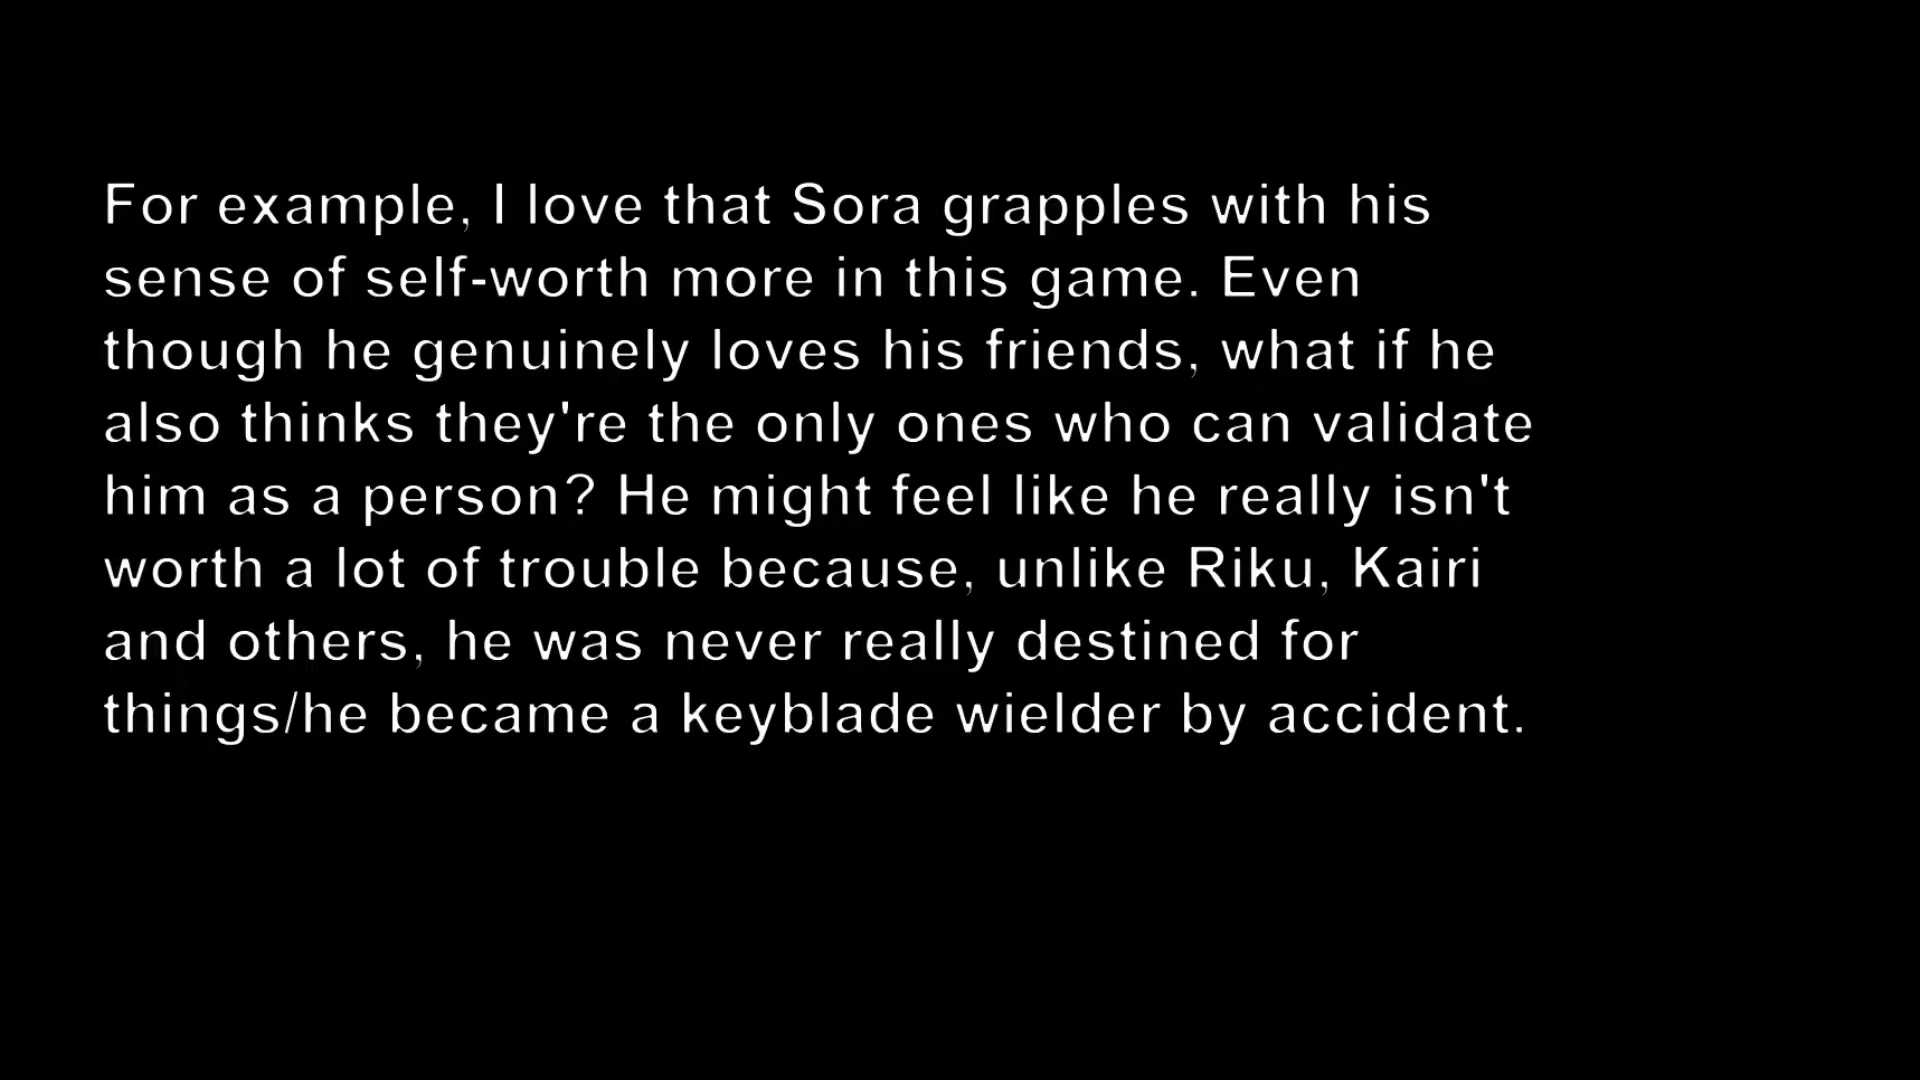 For example, I love that Sora grapples with his
sense of self-worth more in this game. Even
though he genuinely loves his friends, what if he
also thinks they're the only ones who can validate
him as a person? He might feel like he really isn't
worth a lot of trouble because, unlike Riku, Kairi
and others, he was never really destined for
things/he became a keyblade wielder by accident.